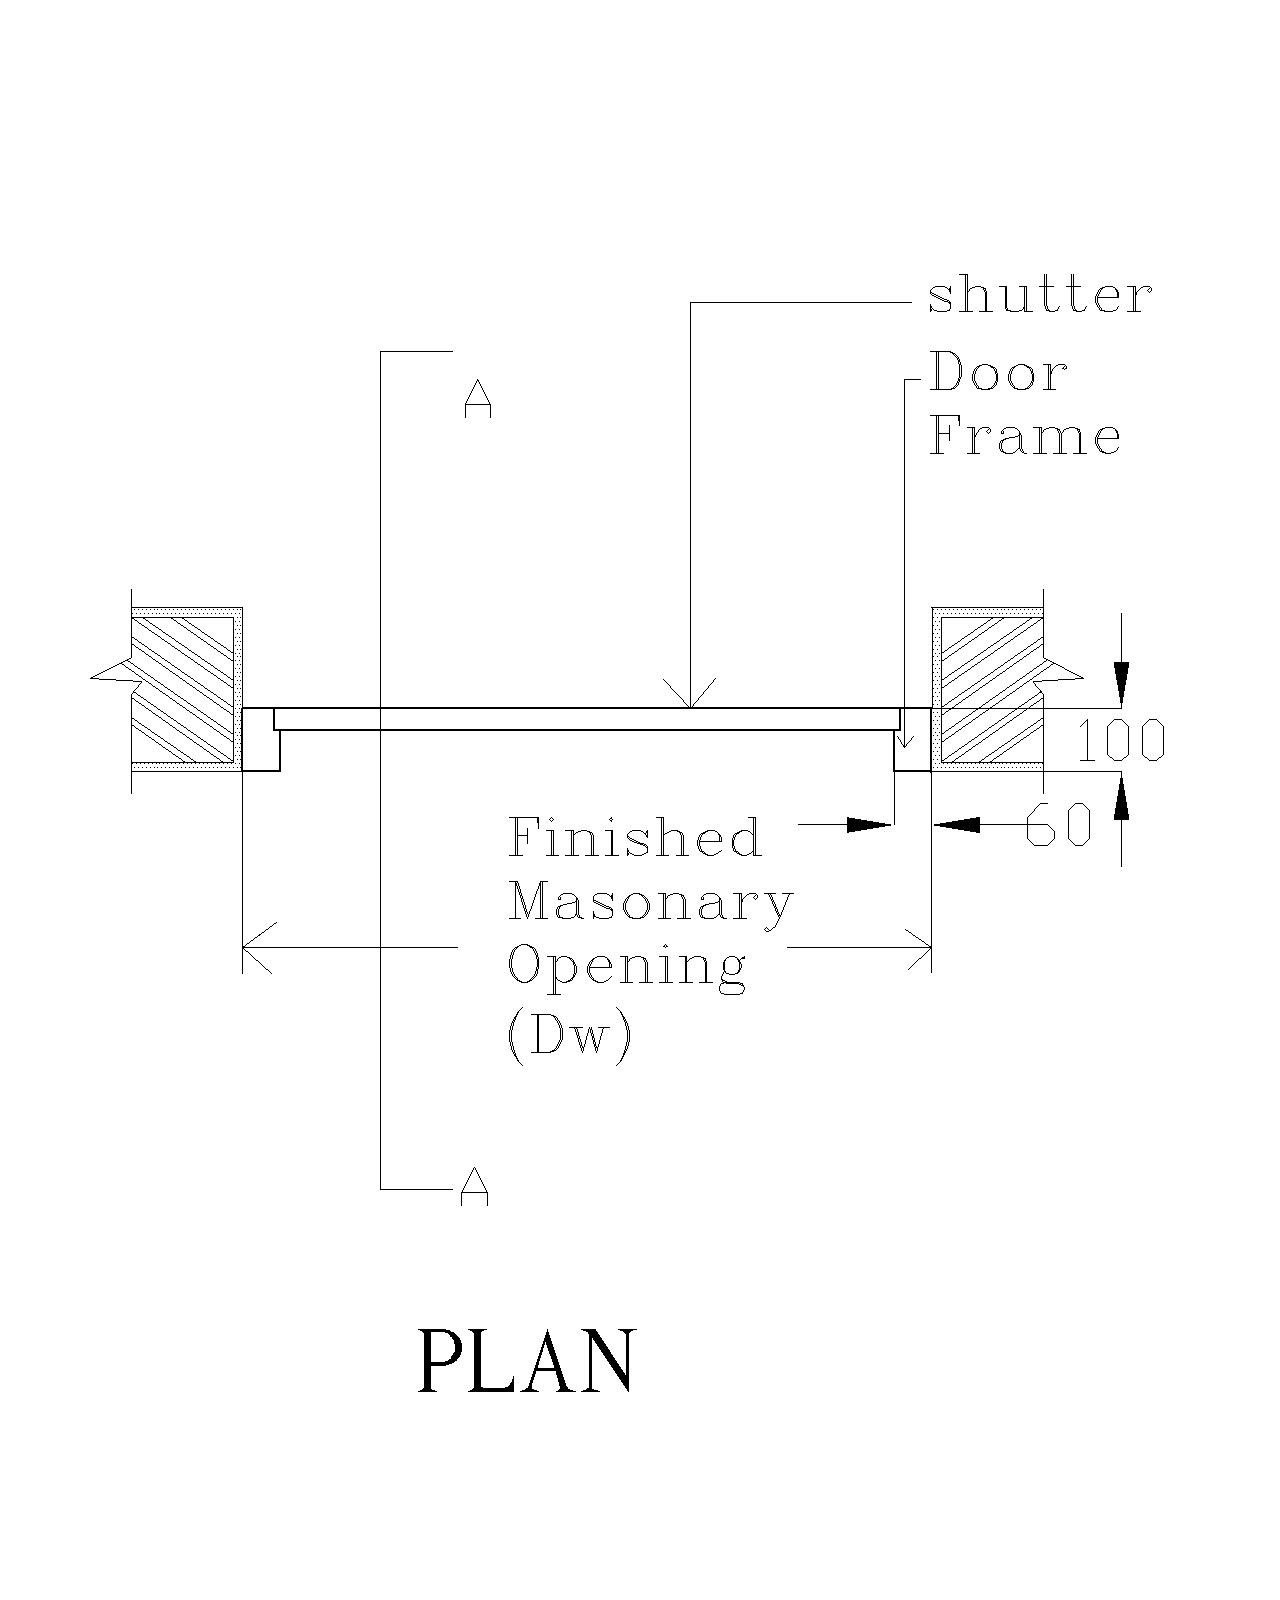 shutter
A
Door
Frame
100
60
Finished
Masonary
Opening
(Dw)
A
PLAN